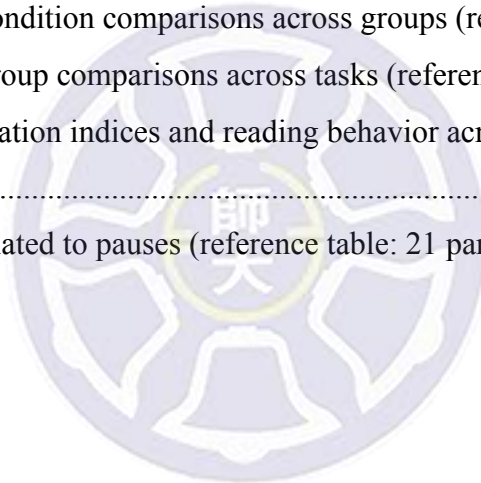 ondition comparisons across groups (re
roup comparisons across tasks (referen
ation indices and reading behavior acr
................................................................
師大
ated to pauses (reference table: 21 par